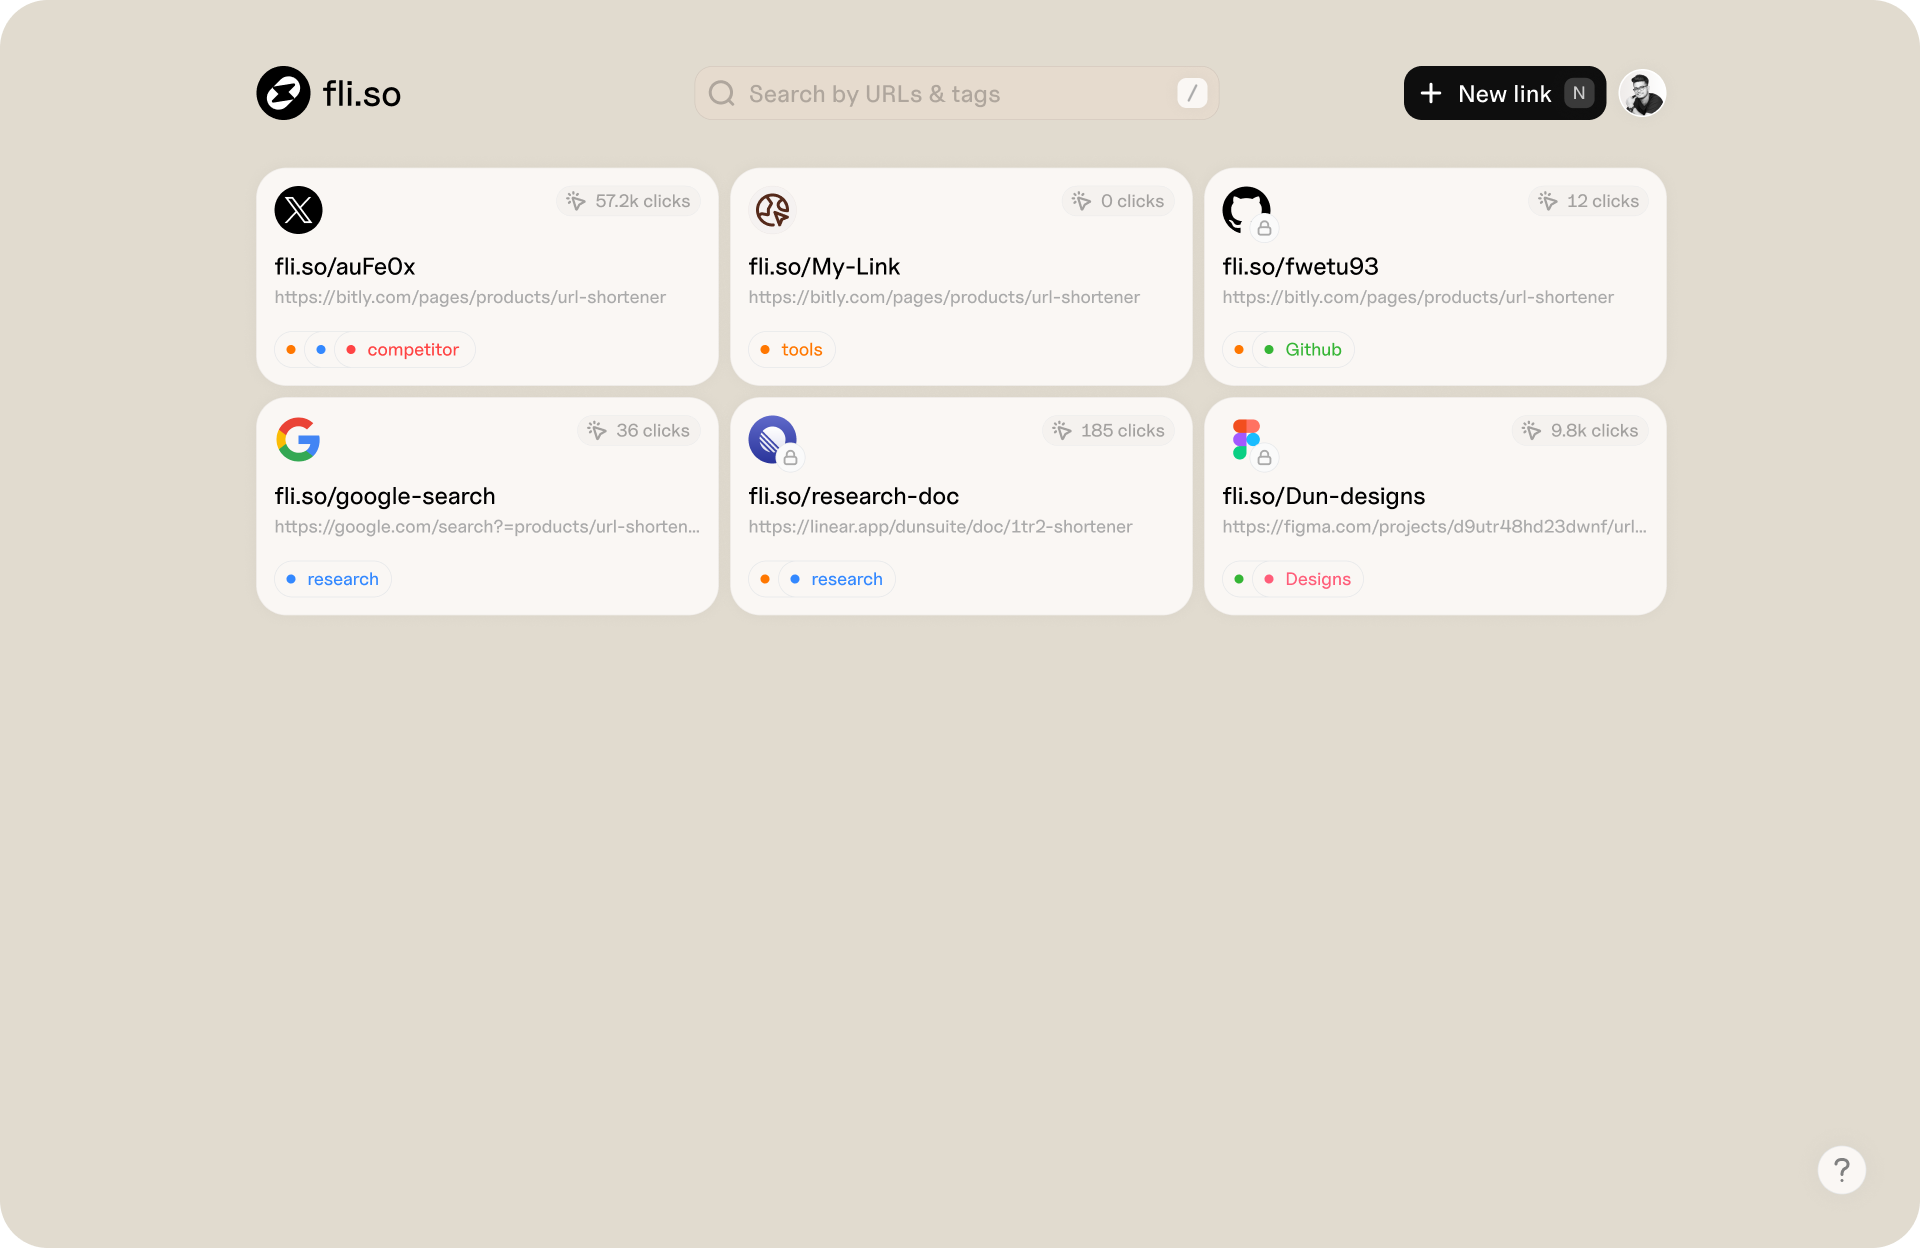 fli.so
Search by URLs & tags
/
New link N
57.2k clicks
fli.so/auFe0x
https://bitly.com/pages/products/url-shortener
competitor
0 clicks
fli.so/My-Link
https://bitly.com/pages/products/url-shortener
tools
12 clicks
fli.so/fwetu93
https://bitly.com/pages/products/url-shortener
Github
36 clicks
fli.so/google-search
https://google.com/search?=products/url-shorten...
research
185 clicks
fli.so/research-doc
https://linear.app/dunsuite/doc/1tr2-shortener
research
9.8k clicks
fli.so/Dun-designs
https://figma.com/projects/d9utr48hd23dwnf/url...
Designs
?